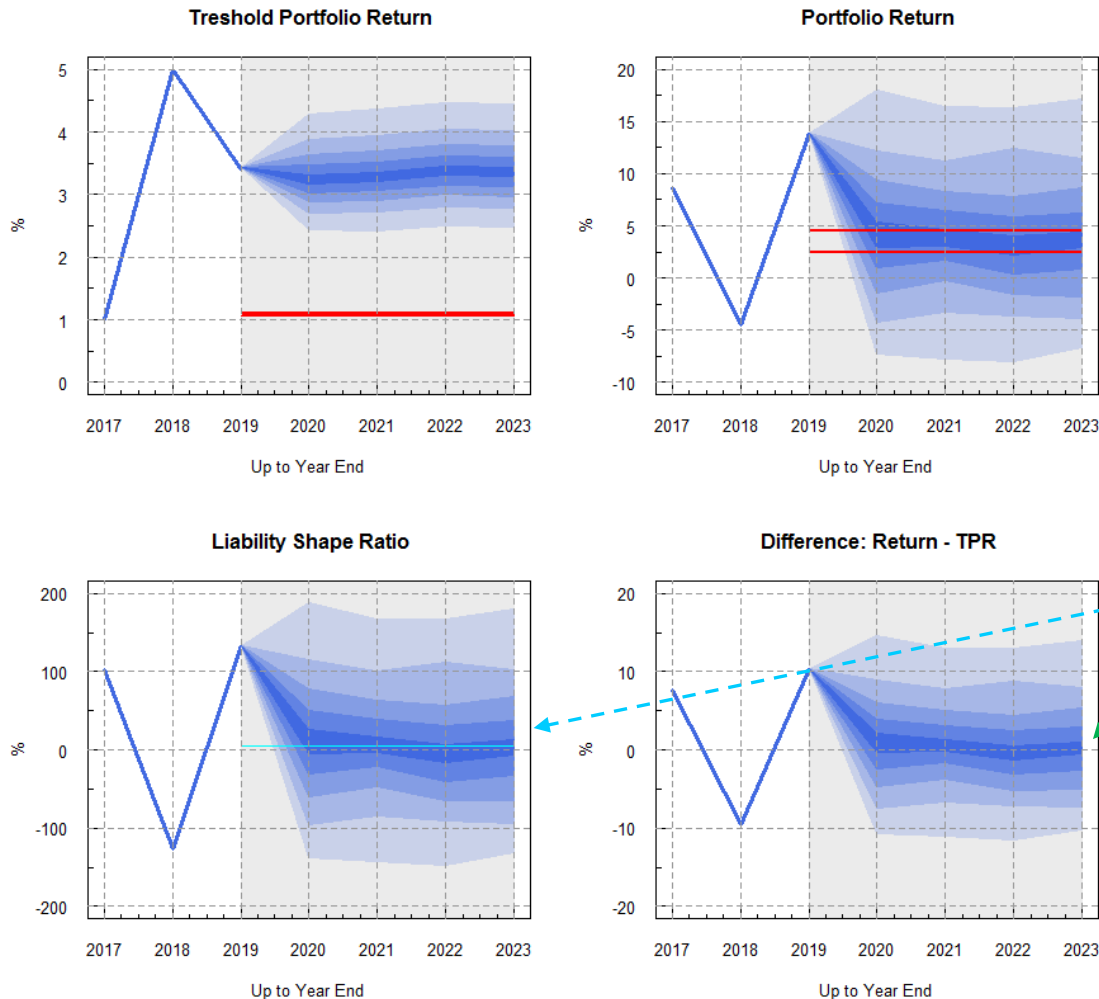 Treshold Portfolio Return
%
5
4
3
2
1
0
2017 2018 2019 2020 2021 2022 2023
Up to Year End
Portfolio Return
%
20
15
10
5
0
-5
-10
2017 2018 2019 2020 2021 2022 2023
Up to Year End
Liability Shape Ratio
%
200
100
0
-100
-200
2017 2018 2019 2020 2021 2022 2023
Up to Year End
Difference: Return - TPR
%
20
10
0
-10
-20
2017 2018 2019 2020 2021 2022 2023
Up to Year End